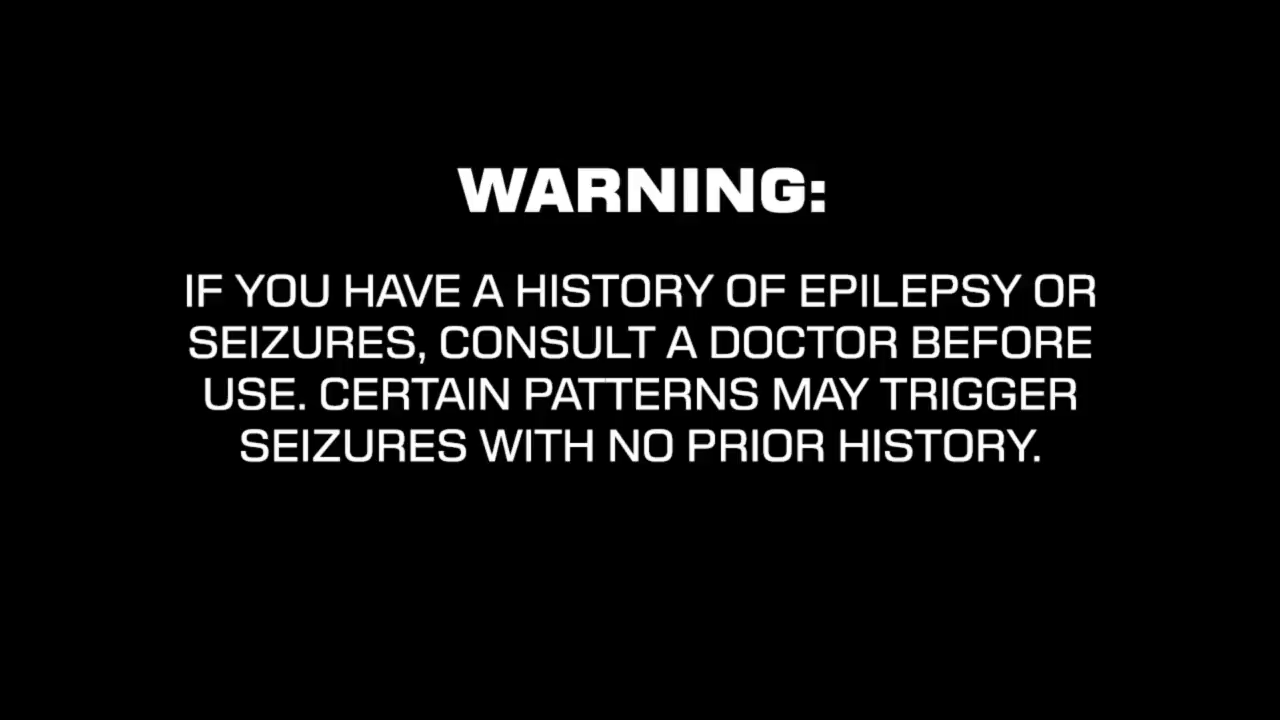 WARNING:
IF YOU HAVE A HISTORY OF EPILEPSY OR
SEIZURES, CONSULT A DOCTOR BEFORE
USE. CERTAIN PATTERNS MAY TRIGGER
SEIZURES WITH NO PRIOR HISTORY.